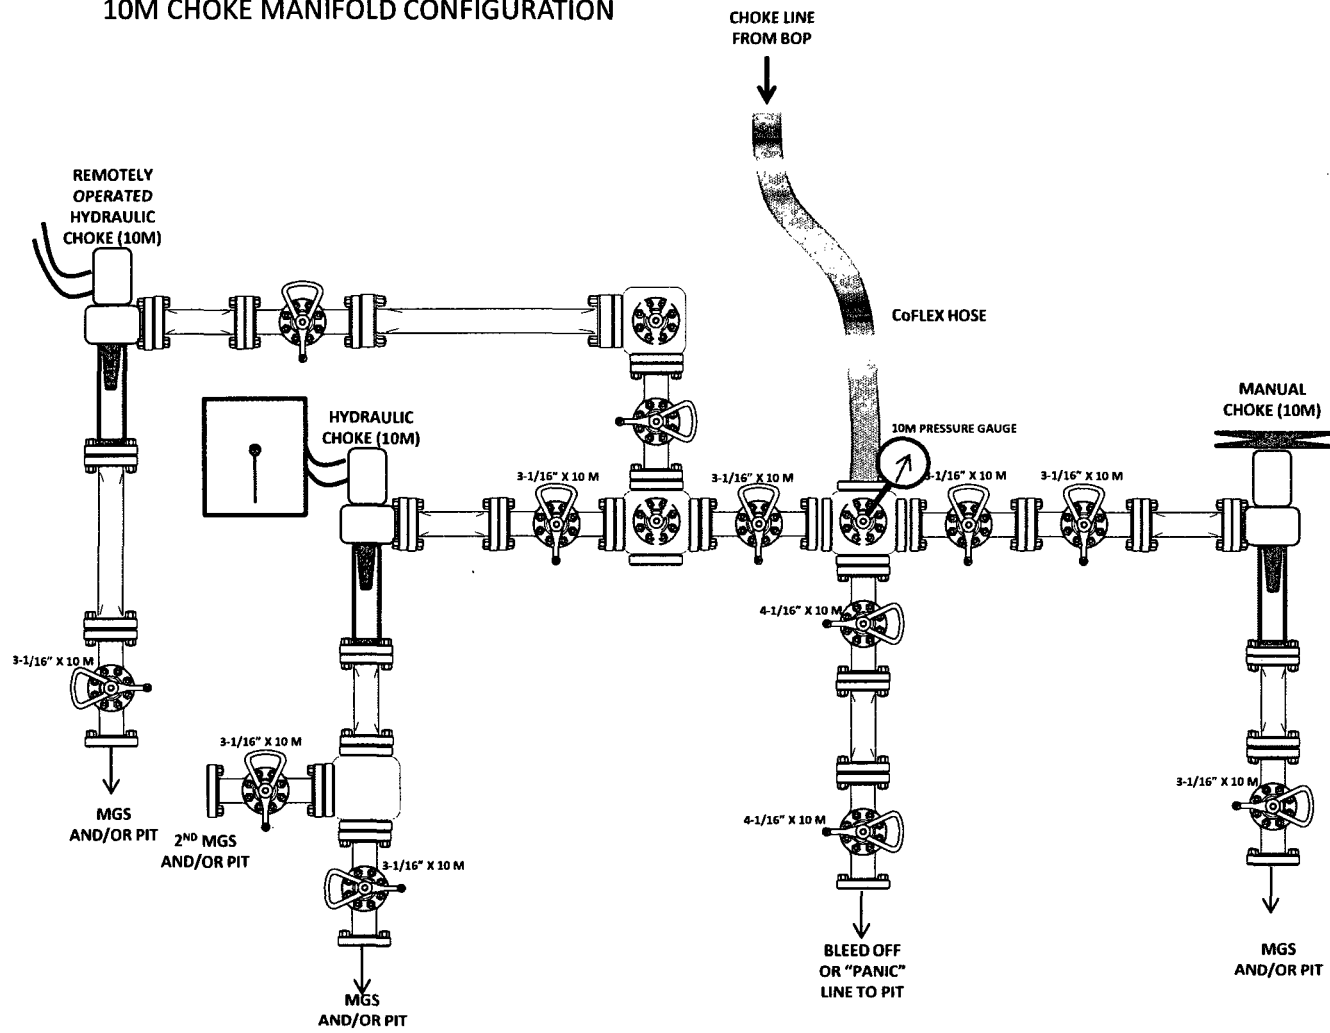 10M CHOKE MANIFOLD CONFIGURATION
CHOKE LINE
FROM BOP
REMOTELY
OPERATED
HYDRAULIC
CHOKE (10M)
CoFLEX HOSE
HYDRAULIC
CHOKE (10M)
10M PRESSURE GAUGE
MANUAL
CHOKE (10M)
3-1/16" X 10 M
3-1/16" X 10 M
3-1/16" X 10 M
3-1/16" X 10 M
4-1/16" X 10 M
3-1/16" X 10 M
3-1/16" X 10 M
3-1/16" X 10 M
4-1/16" X 10 M
MGS
AND/OR PIT
2ND MGS
AND/OR PIT
3-1/16" X 10 M
BLEED OFF
OR "PANIC"
LINE TO PIT
MGS
AND/OR PIT
MGS
AND/OR PIT